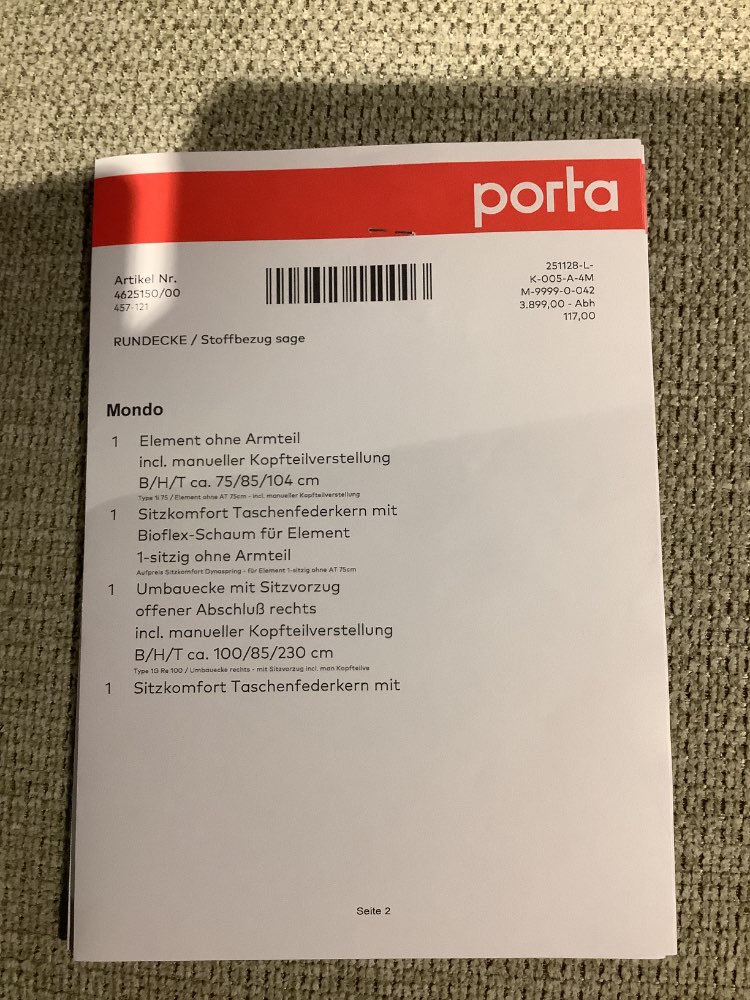 porta
Artikel Nr.
4625150/00
457-121
251128-L-
K-005-A-4M
M-9999-0-042
3.899,00 - Abh
117,00
RUNDECKE / Stoffbezug sage
Mondo
1 Element ohne Armteil
incl. manueller Kopfteilverstellung
B/H/T ca. 75/85/104 cm
Type 1i 75 / Element ohne AT 75cm - incl. manueller Kopfteilverstellung
1 Sitzkomfort Taschenfederkern mit
Bioflex-Schaum für Element
1-sitzig ohne Armteil
Aufpreis Sitzkomfort Dynaspring - für Element 1-sitzig ohne AT 75cm
1 Umbauecke mit Sitzvorzug
offener Abschluß rechts
incl. manueller Kopfteilverstellung
B/H/T ca. 100/85/230 cm
Type 1G Re 100 / Umbauecke rechts - mit Sitzvorzug incl. man Kopfteilve
1 Sitzkomfort Taschenfederkern mit
Seite 2